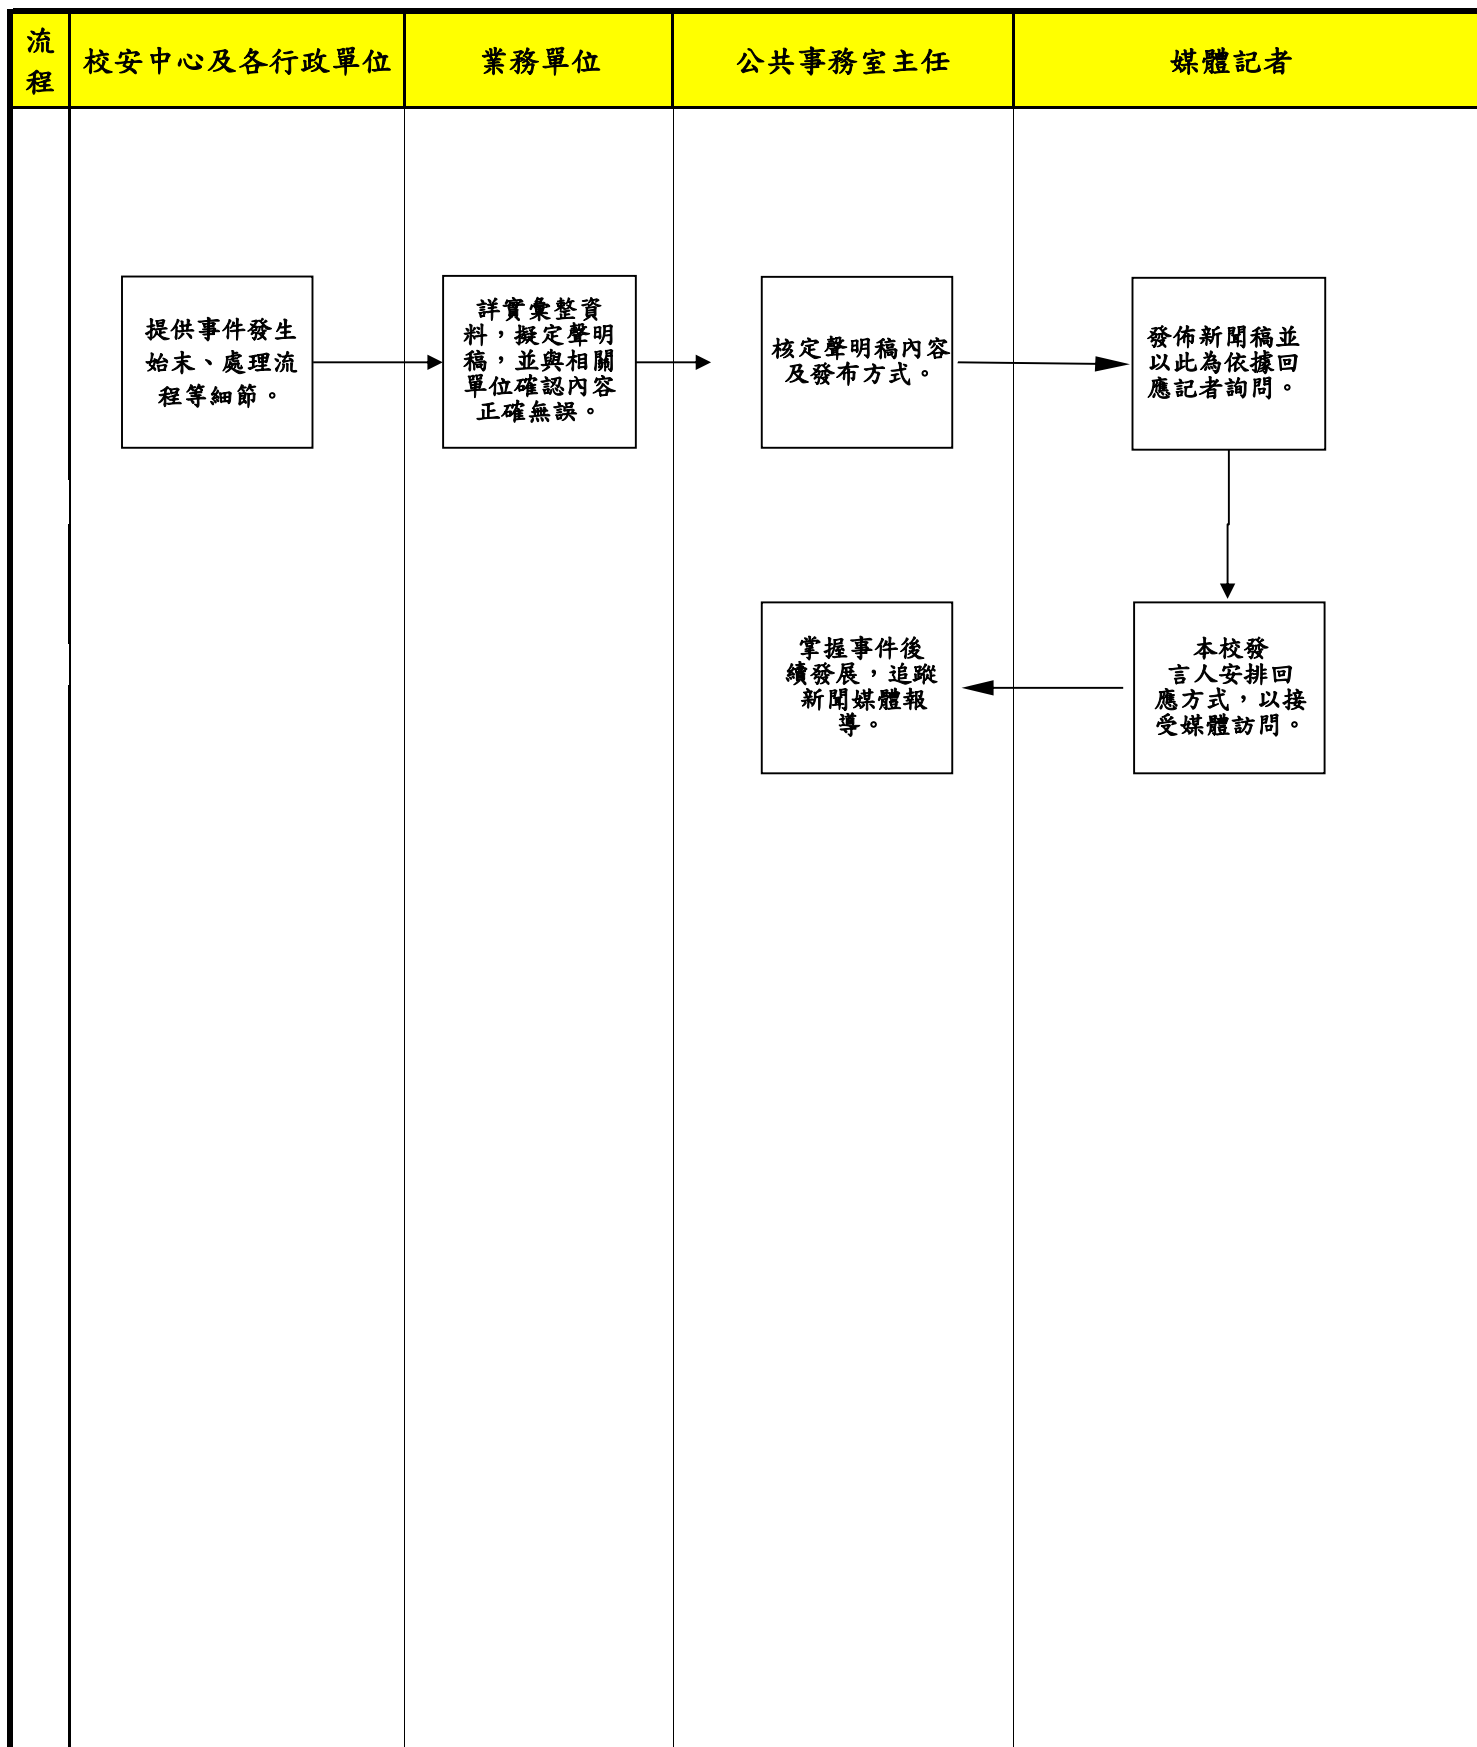 流
程
校安中心及各行政單位
業務單位
公共事務室主任
媒體記者
提供事件發生
始末、處理流
程等細節。
詳實彙整資
料，擬定聲明
稿，並與相關
單位確認內容
正確無誤。
核定聲明稿內容
及發布方式。
發佈新聞稿並
以此為依據回
應記者詢問。
本校發
言人安排回
應方式，以接
受媒體訪問。
掌握事件後
續發展，追蹤
新聞媒體報
導。